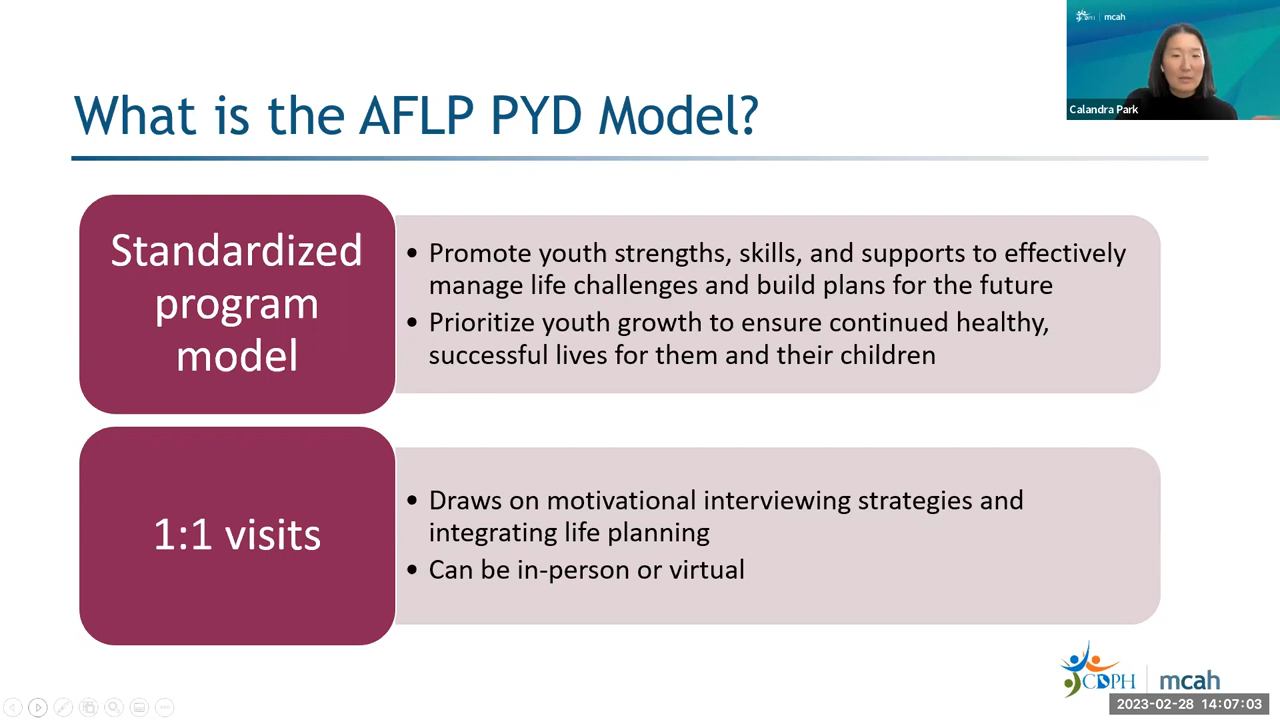 CDPH | mcah
Calandra Park
What is the AFLP PYD Model?
Standardized
program
model
• Promote youth strengths, skills, and supports to effectively
manage life challenges and build plans for the future
• Prioritize youth growth to ensure continued healthy,
successful lives for them and their children
1:1 visits
• Draws on motivational interviewing strategies and
integrating life planning
• Can be in-person or virtual
CDPH | mcah
2023-02-28 14:07:03